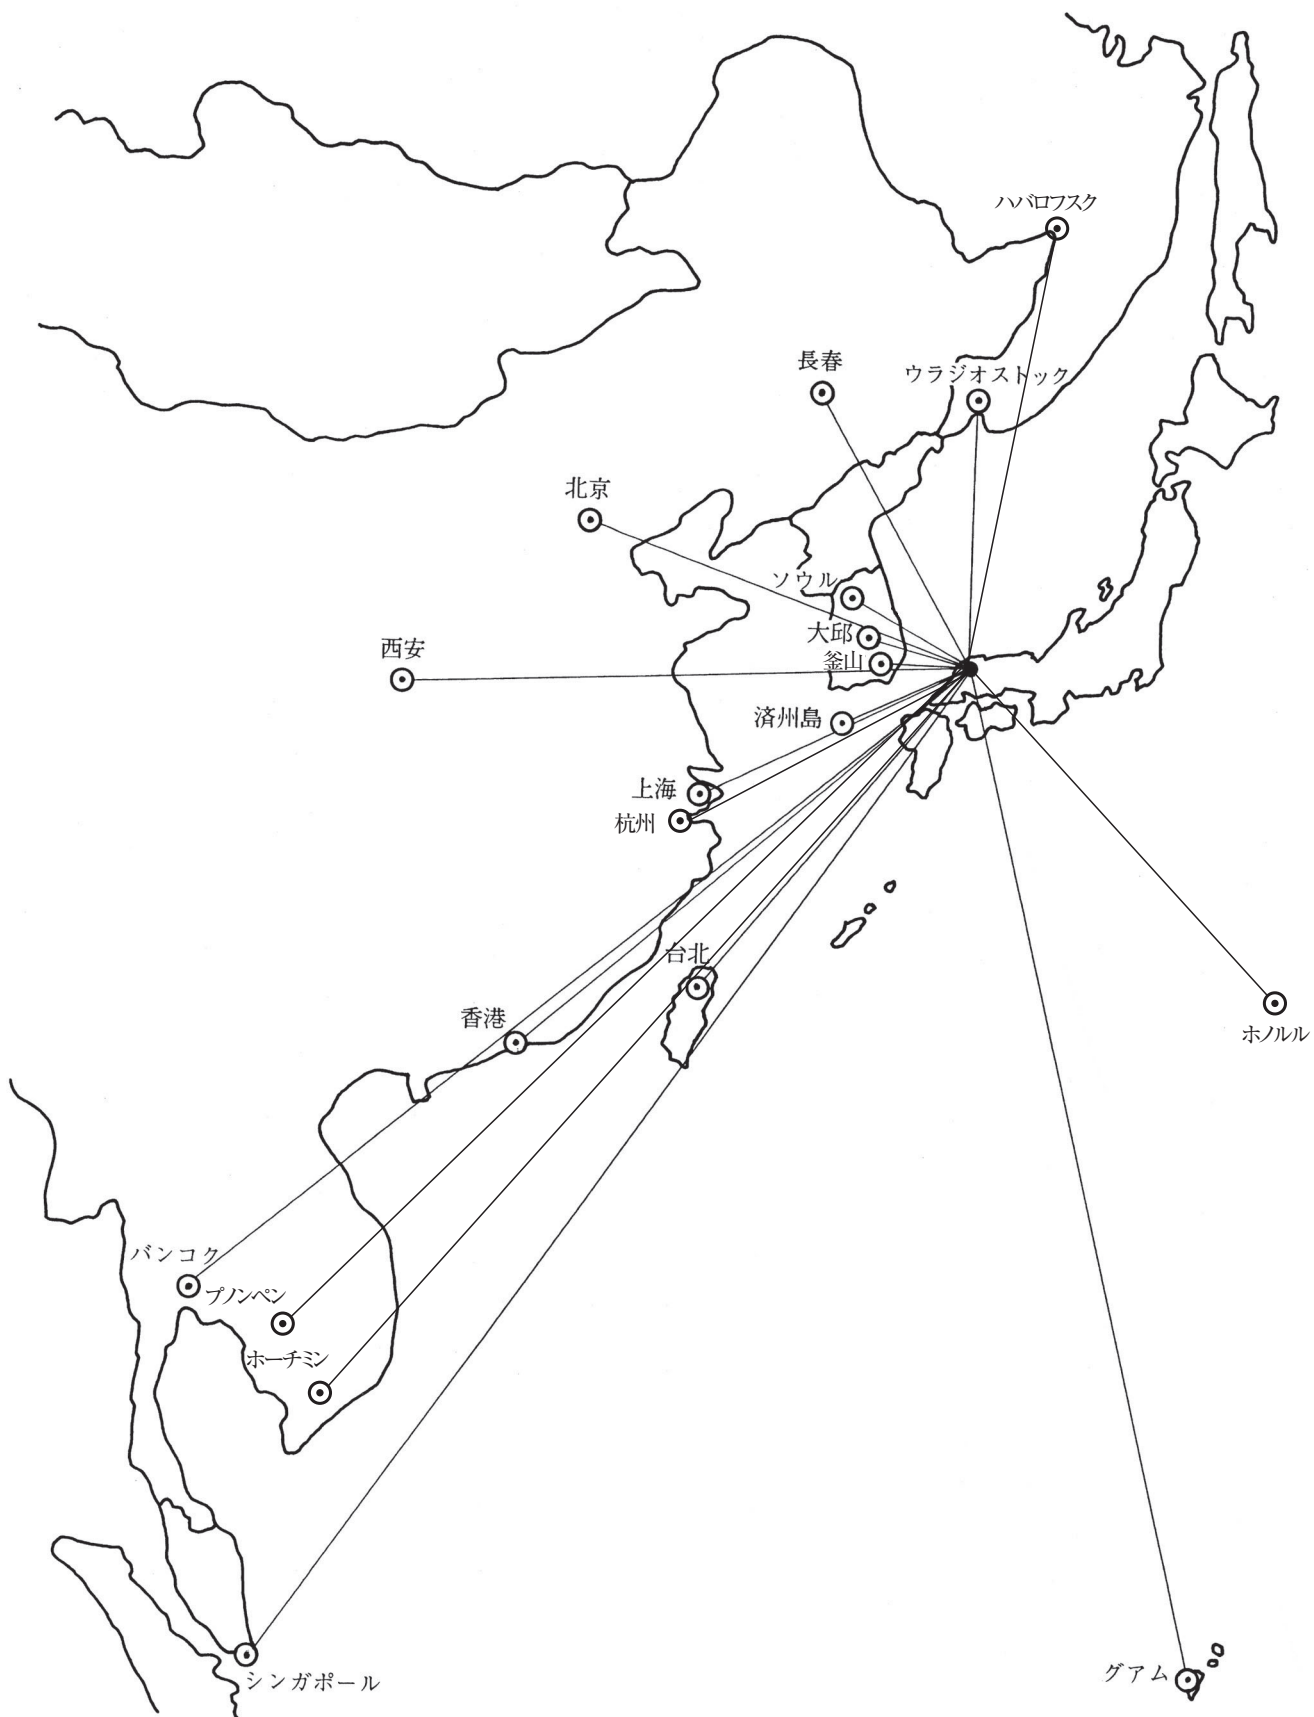 ハバロフスク
長春
ウラジオストック
北京
ソウル
大邱
西安
釜山
済州島
上海
杭州
台北
香港
ホノルル
バンコク
プノンペン
ホーチミン
シンガポール
グアム